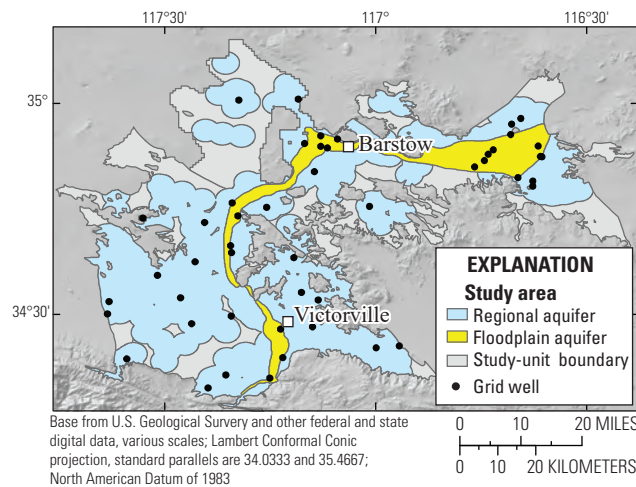 117°30' 117° 116°30'
35°
Barstow
34°30'
Victorville
EXPLANATION
Study area
Regional aquifer
Floodplain aquifer
Study-unit boundary
Grid well
Base from U.S. Geological Survery and other federal and state
digital data, various scales; Lambert Conformal Conic
projection, standard parallels are 34.0333 and 35.4667;
North American Datum of 1983
0 10 20 MILES
0 10 20 KILOMETERS